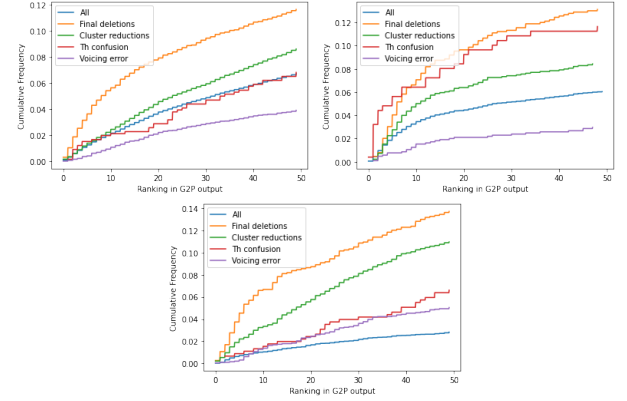 0.12
0.10
0.08
0.06
0.04
0.02
0.00
Cumulative Frequency
All
Final deletions
Cluster reductions
Th confusion
Voicing error
0 10 20 30 40 50
Ranking in G2P output
0.12
0.10
0.08
0.06
0.04
0.02
0.00
Cumulative Frequency
All
Final deletions
Cluster reductions
Th confusion
Voicing error
0 10 20 30 40 50
Ranking in G2P output
0.14
0.12
0.10
0.08
0.06
0.04
0.02
0.00
Cumulative Frequency
All
Final deletions
Cluster reductions
Th confusion
Voicing error
0 10 20 30 40 50
Ranking in G2P output